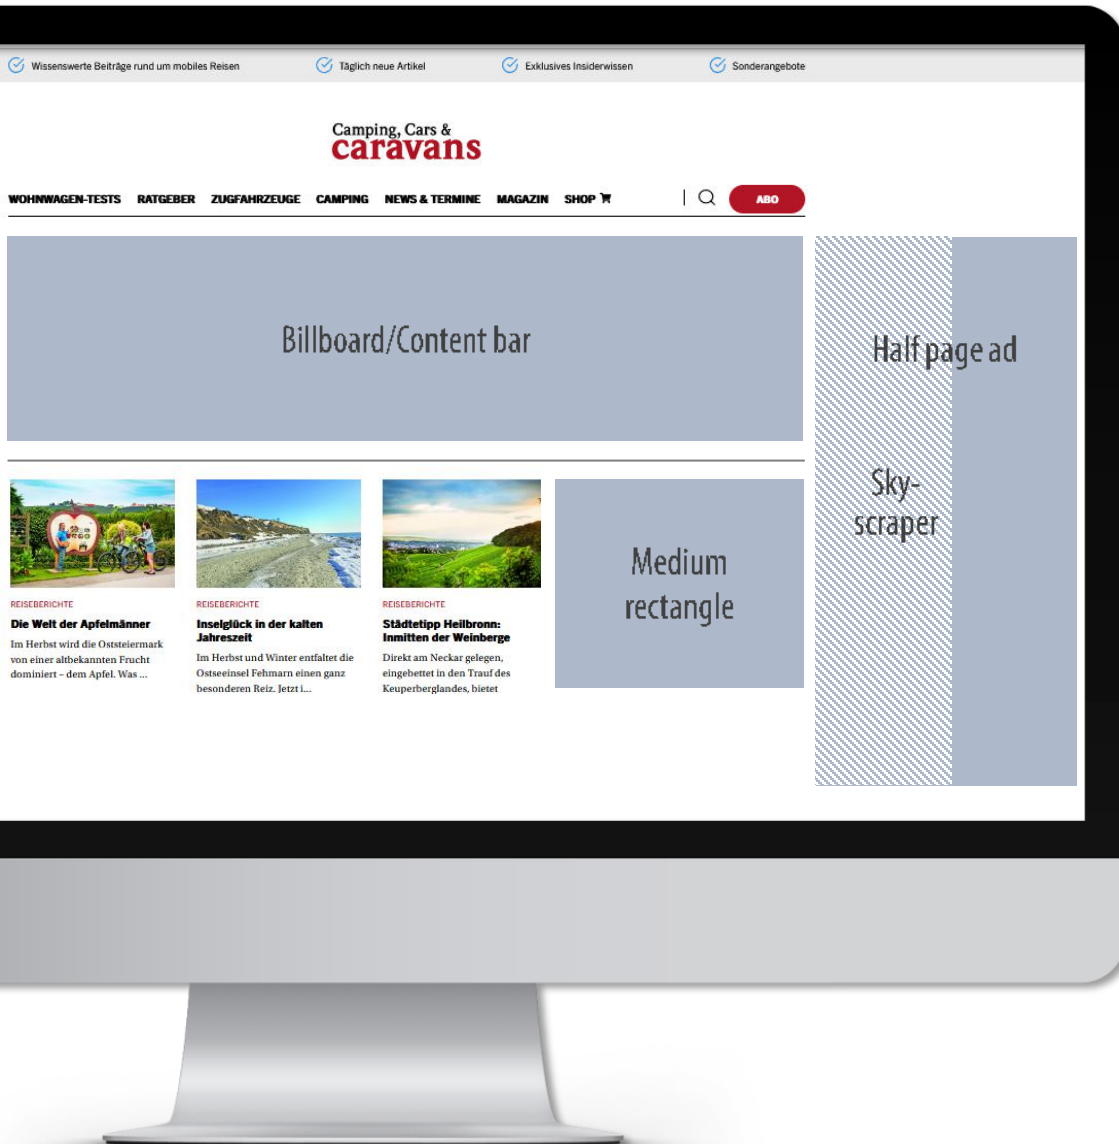 Wissenswerte Beiträge rund um mobiles Reisen
Täglich neue Artikel
Exklusives Insiderwissen
Sonderangebote
Camping, Cars &
caravans
WOHNWAGEN-TESTS RATGEBER ZUGFAHRZEUGE CAMPING NEWS & TERMINE MAGAZIN SHOP
ABO
Billboard/Content bar
Half page ad
Sky-
scraper
REISEBERICHTE
Die Welt der Apfelmänner
Im Herbst wird die Oststeiermark
von einer altbekannten Frucht
dominiert – dem Apfel. Was ...
REISEBERICHTE
Inselglück in der kalten
Jahreszeit
Im Herbst und Winter entfaltet die
Ostseeinsel Fehmarn einen ganz
besonderen Reiz. Jetzt i...
REISEBERICHTE
Städtetipp Heilbronn:
Inmitten der Weinberge
Direkt am Neckar gelegen,
eingebettet in den Trauf des
Keuperberglandes, bietet
Medium
rectangle